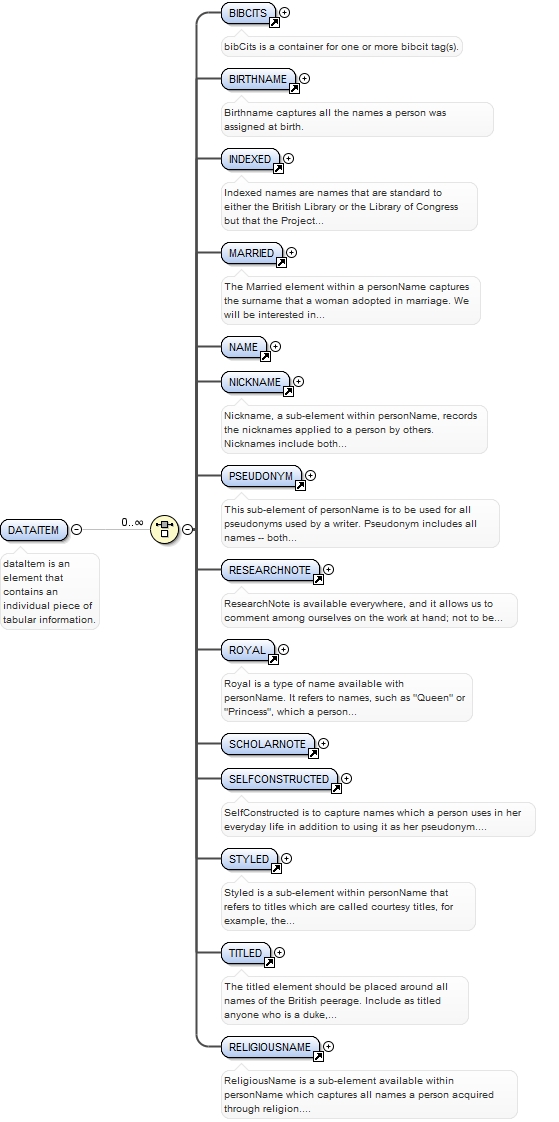 BIBCITS
bibCits is a container for one or more bibcit tag(s).
BIRTHNAME
Birthname captures all the names a person was
assigned at birth.
INDEXED
Indexed names are names that are standard to
either the British Library or the Library of Congress
but that the Project...
MARRIED
The Married element within a personName captures
the surname that a woman adopted in marriage. We
will be interested in...
NAME
NICKNAME
Nickname, a sub-element within personName, records
the nicknames applied to a person by others.
Nicknames include both...
PSEUDONYM
This sub-element of personName is to be used for all
pseudonyms used by a writer. Pseudonym includes all
names -- both...
DATAITEM
0..∞
dataItem is an
element that
contains an
individual piece of
tabular information.
RESEARCHNOTE
ResearchNote is available everywhere, and it allows us to
comment among ourselves on the work at hand; not to be...
ROYAL
Royal is a type of name available with
personName. It refers to names, such as "Queen" or
"Princess", which a person...
SCHOLARNOTE
SELFCONSTRUCTED
SelfConstructed is to capture names which a person uses in her
everyday life in addition to using it as her pseudonym....
STYLED
Styled is a sub-element within personName that
refers to titles which are called courtesy titles, for
example, the...
TITLED
The titled element should be placed around all
names of the British peerage. Include as titled
anyone who is a duke,...
RELIGIOUSNAME
ReligiousName is a sub-element available within
personName which captures all names a person acquired
through religion....